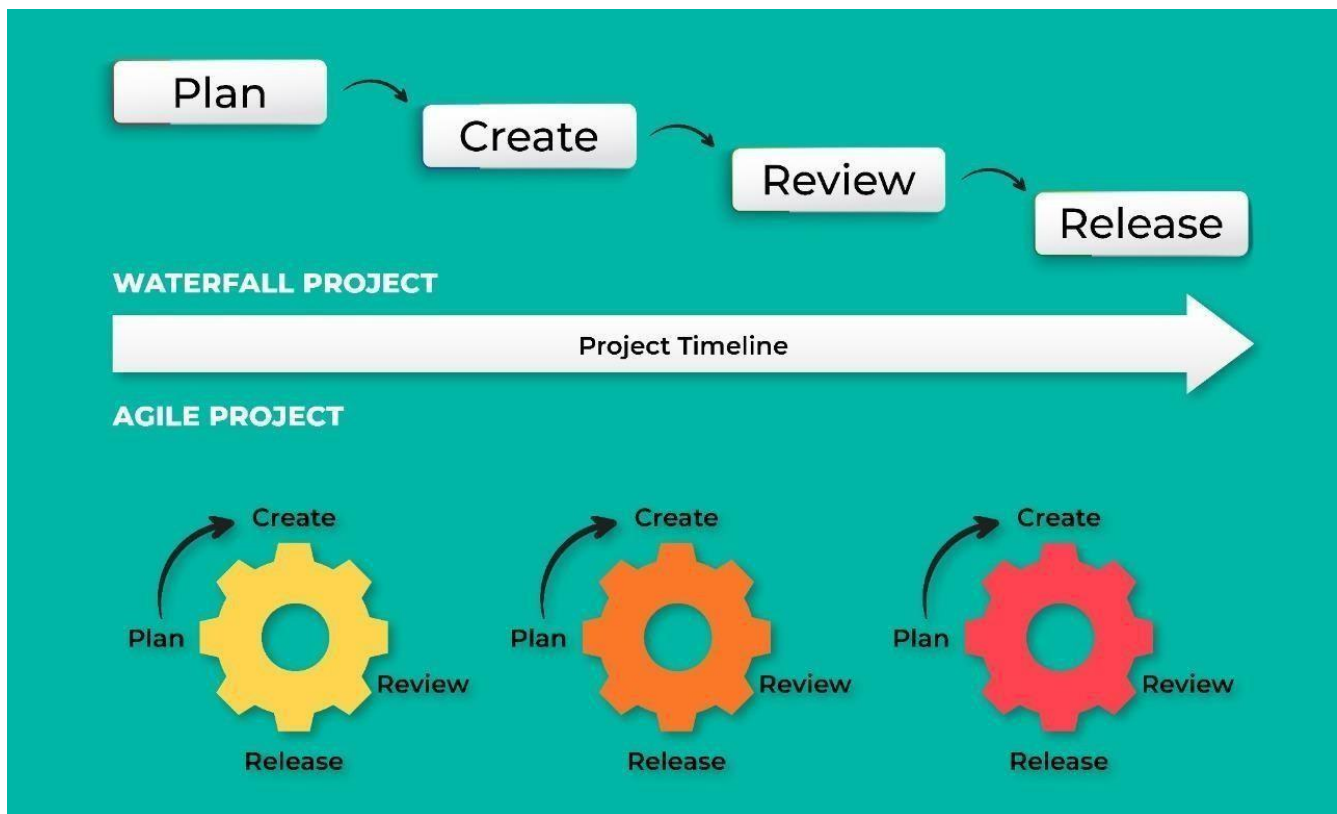 Plan
Create
Review
Release
WATERFALL PROJECT
Project Timeline
AGILE PROJECT
Create
Plan
Review
Release
Create
Plan
Review
Release
Create
Plan
Review
Release